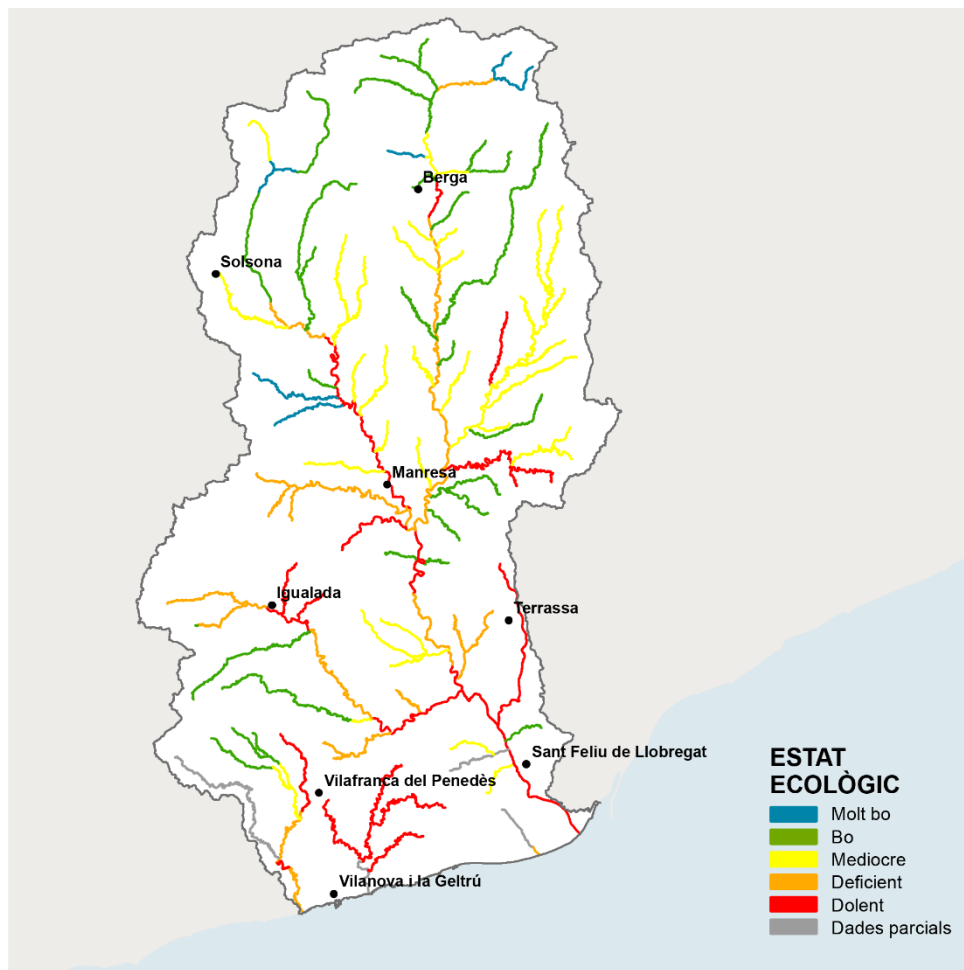 Berga
Solsona
Manresa
Igualada
Terrassa
Sant Feliu de Llobregat
Vilafranca del Penedès
Vilanova i la Geltrú
ESTAT
ECOLÒGIC
Molt bo
Bo
Mediocre
Deficient
Dolent
Dades parcials